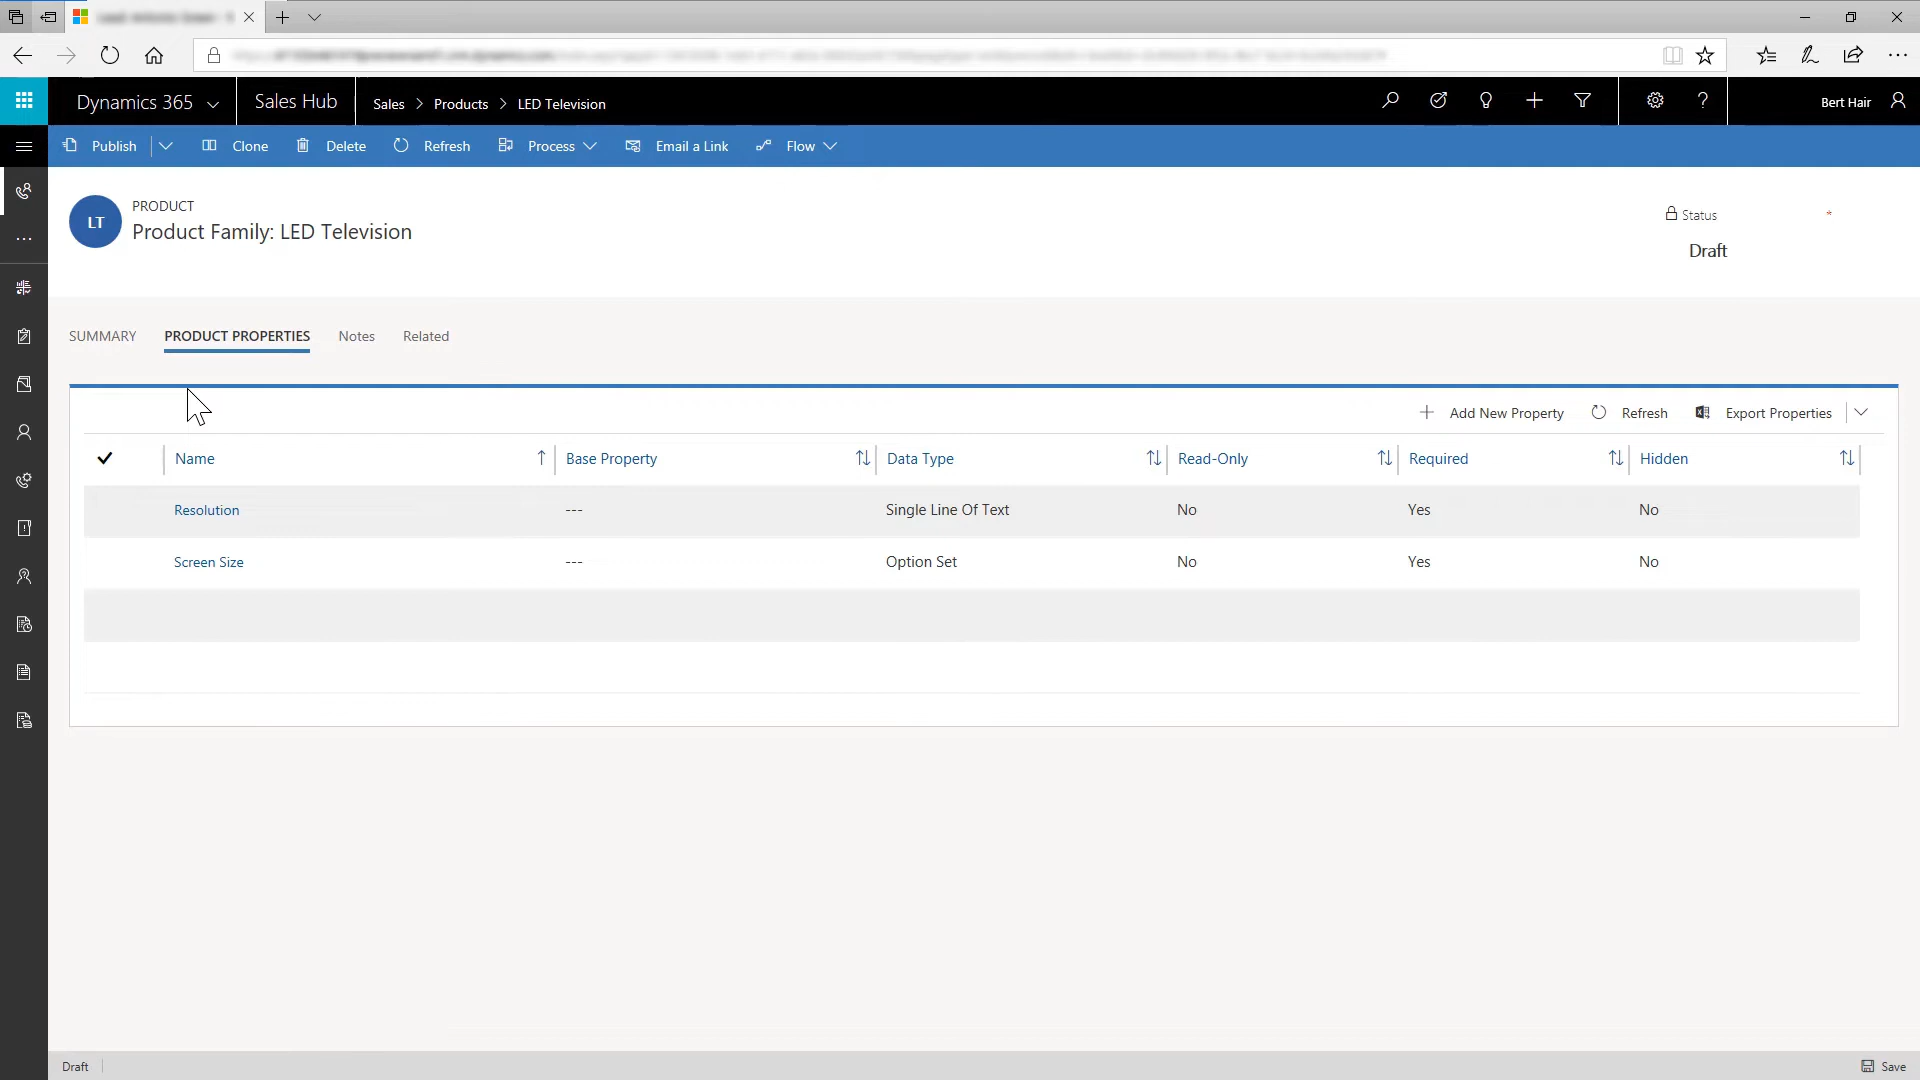 Dynamics 365
Sales Hub
Sales > Products > LED Television
?
Bert Hair
Publish
Clone
Delete
Refresh
Process
Email a Link
Flow
LT
PRODUCT
Product Family: LED Television
Status *
Draft
SUMMARY
PRODUCT PROPERTIES
Notes
Related
Add New Property
Refresh
Export Properties
Name Base Property Data Type Read-Only Required Hidden
Resolution --- Single Line Of Text No Yes No
Screen Size --- Option Set No Yes No
Draft
Save